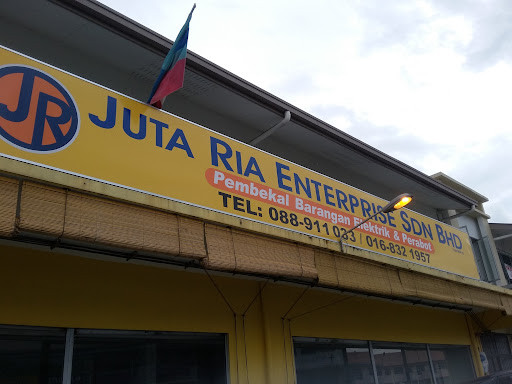 JR
JUTA RIA ENTERPRISE SDN BHD
Pembekal Barangan Elektrik & Perabot
TEL: 088-911 033 / 016-832 1957